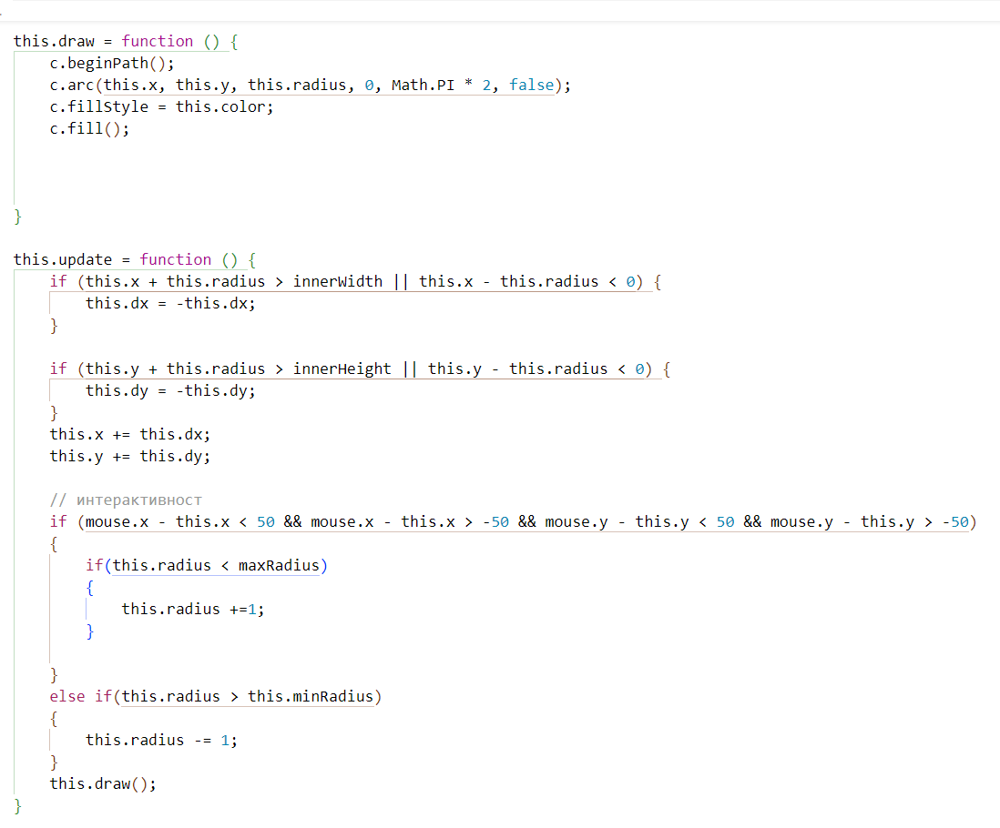 this.draw = function () {
    c.beginPath();
    c.arc(this.x, this.y, this.radius, 0, Math.PI * 2, false);
    c.fillStyle = this.color;
    c.fill();
}
this.update = function () {
    if (this.x + this.radius > innerWidth || this.x - this.radius < 0) {
        this.dx = -this.dx;
    }
    if (this.y + this.radius > innerHeight || this.y - this.radius < 0) {
        this.dy = -this.dy;
    }
    this.x += this.dx;
    this.y += this.dy;
    // интерактивност
    if (mouse.x - this.x < 50 && mouse.x - this.x > -50 && mouse.y - this.y < 50 && mouse.y - this.y > -50)
    {
        if(this.radius < maxRadius)
        {
            this.radius +=1;
        }
    }
    else if(this.radius > this.minRadius)
    {
        this.radius -= 1;
    }
    this.draw();
}